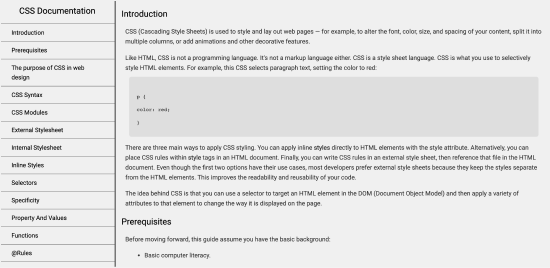 CSS Documentation
Introduction
Prerequisites
The purpose of CSS in web
design
CSS Syntax
CSS Modules
External Stylesheet
Internal Stylesheet
Inline Styles
Selectors
Specificity
Property And Values
Functions
@Rules
Introduction
CSS (Cascading Style Sheets) is used to style and lay out web pages — for example, to alter the font, color, size, and spacing of your content, split it into
multiple columns, or add animations and other decorative features.
Like HTML, CSS is not a programming language. It's not a markup language either. CSS is a style sheet language. CSS is what you use to selectively
style HTML elements. For example, this CSS selects paragraph text, setting the color to red:
p {
color: red;
}
There are three main ways to apply CSS styling. You can apply inline styles directly to HTML elements with the style attribute. Alternatively, you can
place CSS rules within style tags in an HTML document. Finally, you can write CSS rules in an external style sheet, then reference that file in the HTML
document. Even though the first two options have their use cases, most developers prefer external style sheets because they keep the styles separate
from the HTML elements. This improves the readability and reusability of your code.
The idea behind CSS is that you can use a selector to target an HTML element in the DOM (Document Object Model) and then apply a variety of
attributes to that element to change the way it is displayed on the page.
Prerequisites
Before moving forward, this guide assume you have the basic background:
• Basic computer literacy.